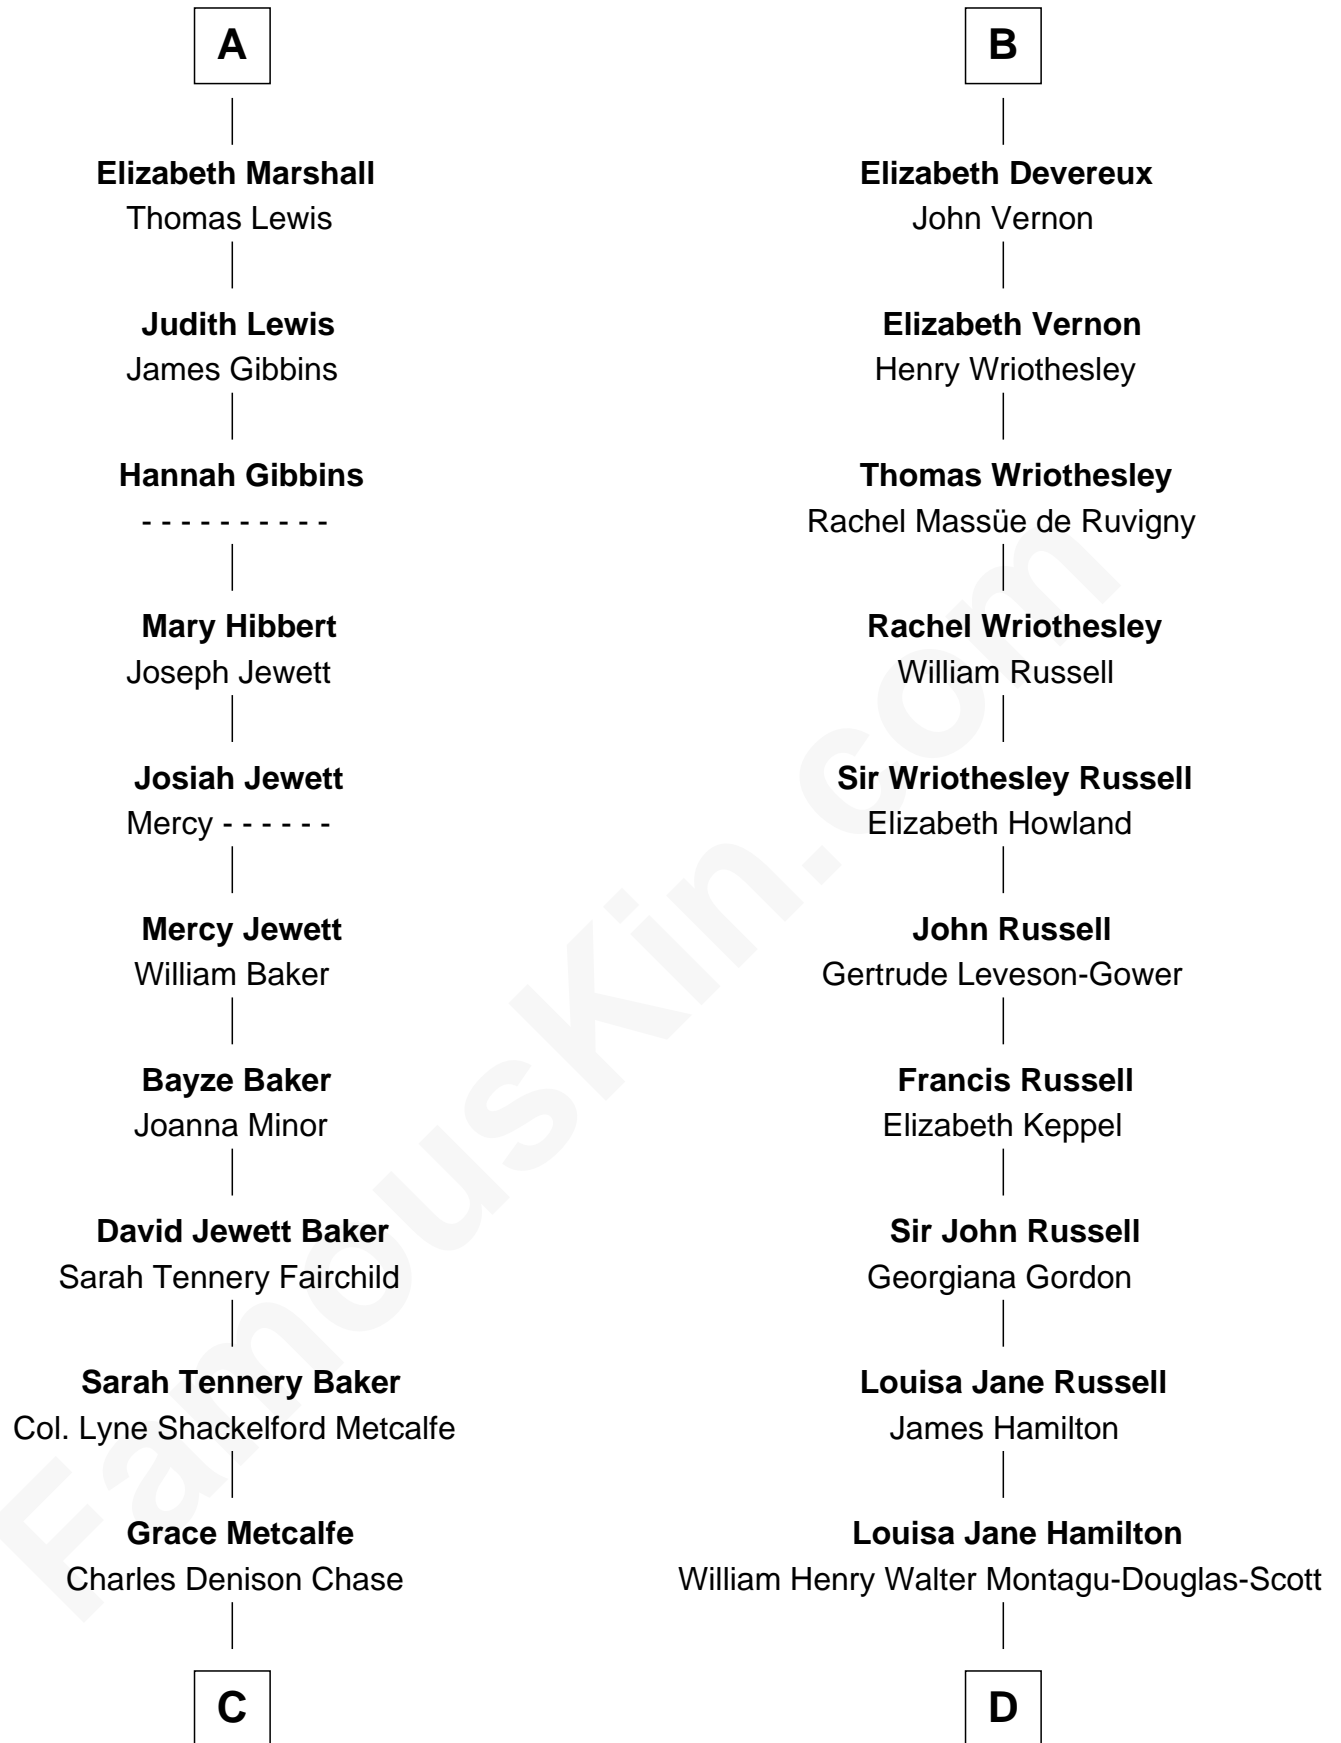 A
Elizabeth Marshall
Thomas Lewis
Judith Lewis
James Gibbins
Hannah Gibbins
- - - - - - - - - -
Mary Hibbert
Joseph Jewett
Josiah Jewett
Mercy - - - - - -
Mercy Jewett
William Baker
Bayze Baker
Joanna Minor
David Jewett Baker
Sarah Tennery Fairchild
Sarah Tennery Baker
Col. Lyne Shackelford Metcalfe
Grace Metcalfe
Charles Denison Chase
C
B
Elizabeth Devereux
John Vernon
Elizabeth Vernon
Henry Wriothesley
Thomas Wriothesley
Rachel Massüe de Ruvigny
Rachel Wriothesley
William Russell
Sir Wriothesley Russell
Elizabeth Howland
John Russell
Gertrude Leveson-Gower
Francis Russell
Elizabeth Keppel
Sir John Russell
Georgiana Gordon
Louisa Jane Russell
James Hamilton
Louisa Jane Hamilton
William Henry Walter Montagu-Douglas-Scott
D
FamousKin.com